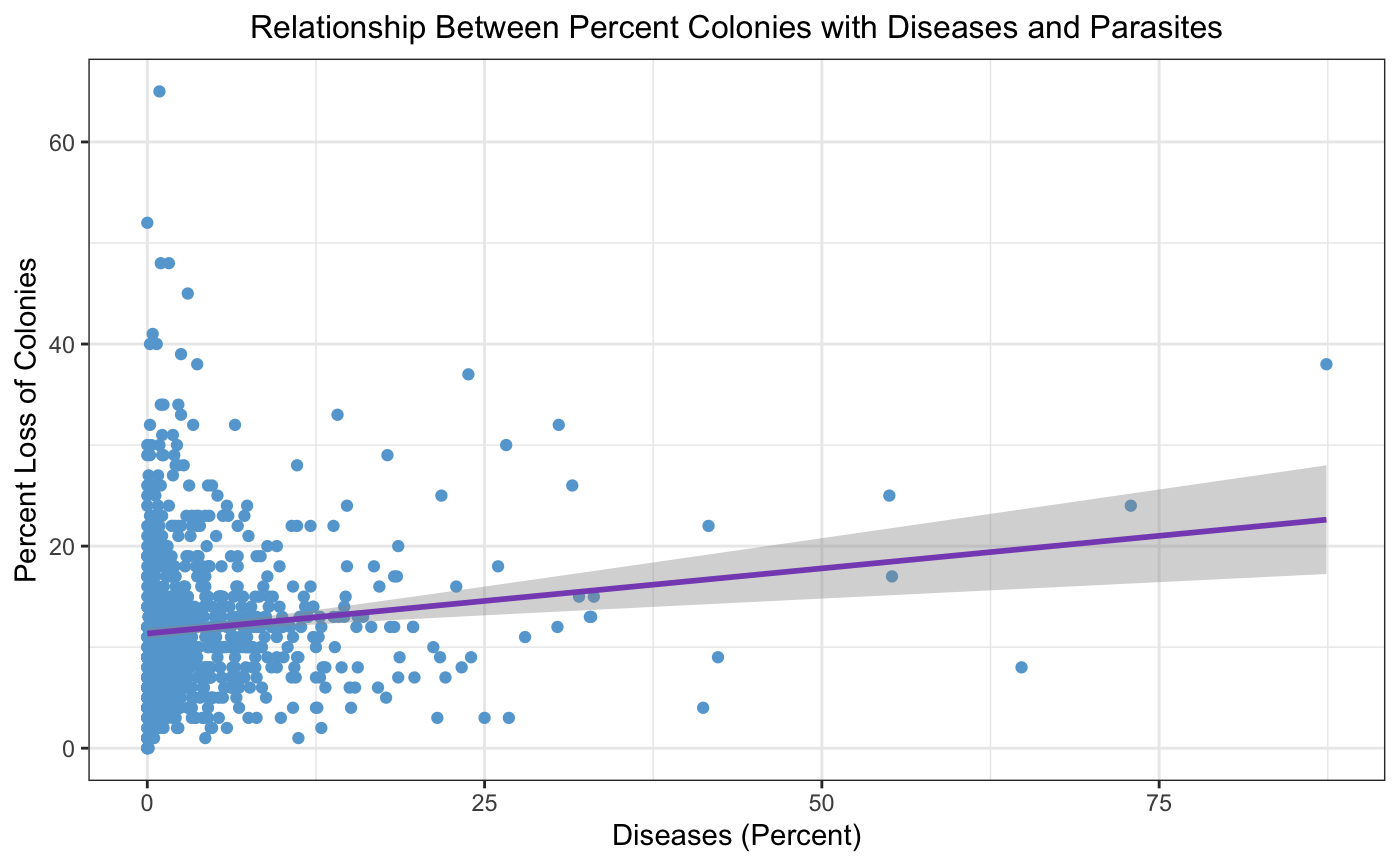 Relationship Between Percent Colonies with Diseases and Parasites
Percent Loss of Colonies
60
40
20
0
0 25 50 75
Diseases (Percent)